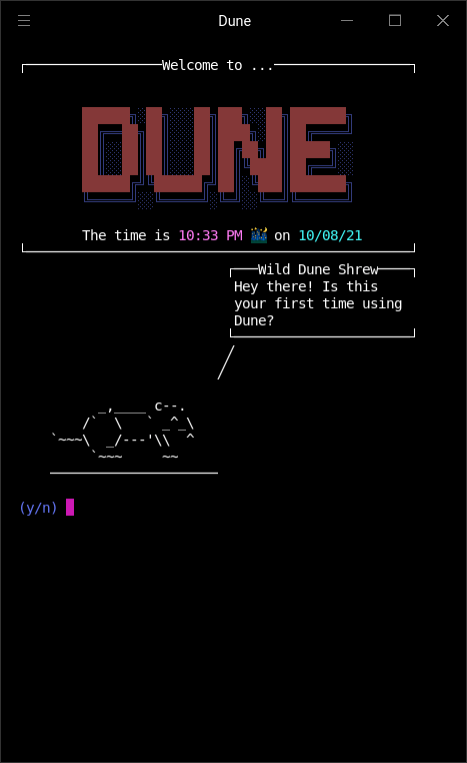 Dune
Welcome to ...
DUNE
The time is 10:33 PM 🌃 on 10/08/21
Wild Dune Shrew
Hey there! Is this
your first time using
Dune?
(y/n)